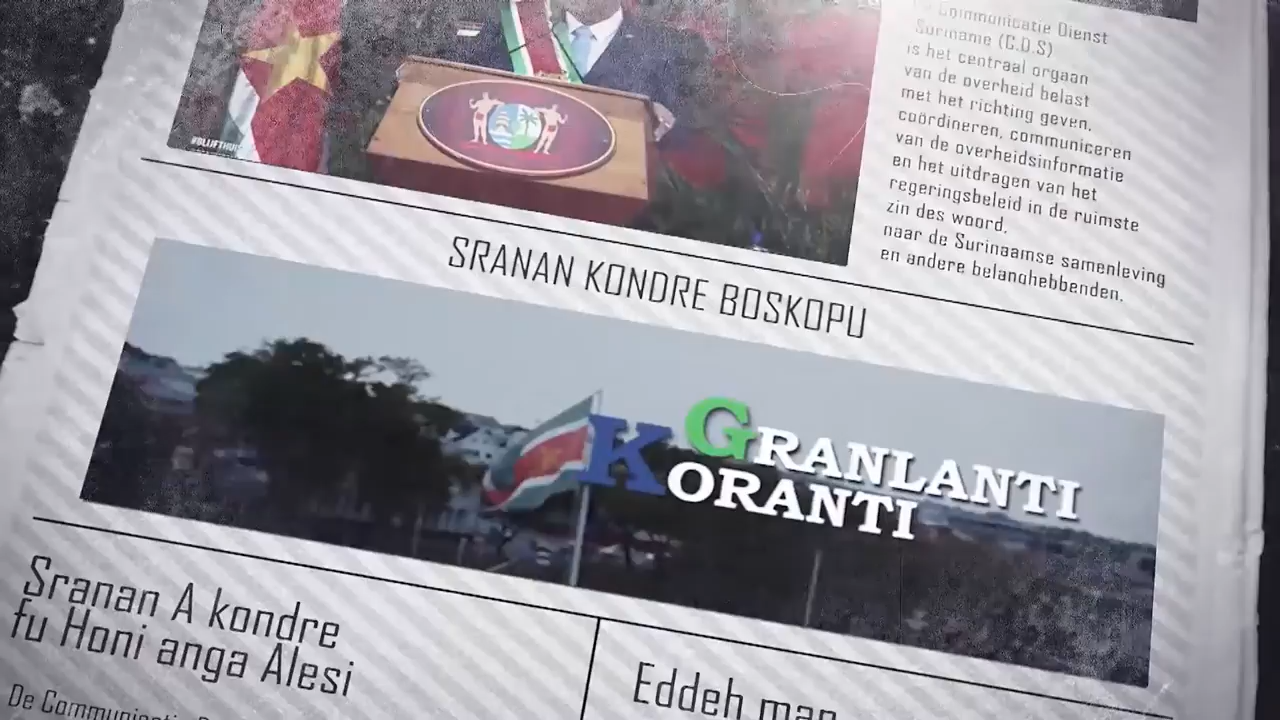 Communicatie Dienst
Suriname (C.D.S)
is het centraal orgaan
van de overheid belast
met het richting geven,
coördineren, communiceren
van de overheidsinformatie
en het uitdragen van het
regeringsbeleid in de ruimste
zin des woord,
naar de Surinaamse samenleving
en andere belanghebbenden.
SRANAN KONDRE BOSKOPU
GRANLANTI
KORANTI
Sranan A kondre
fu Honi anga Alesi
De
Eddeh man